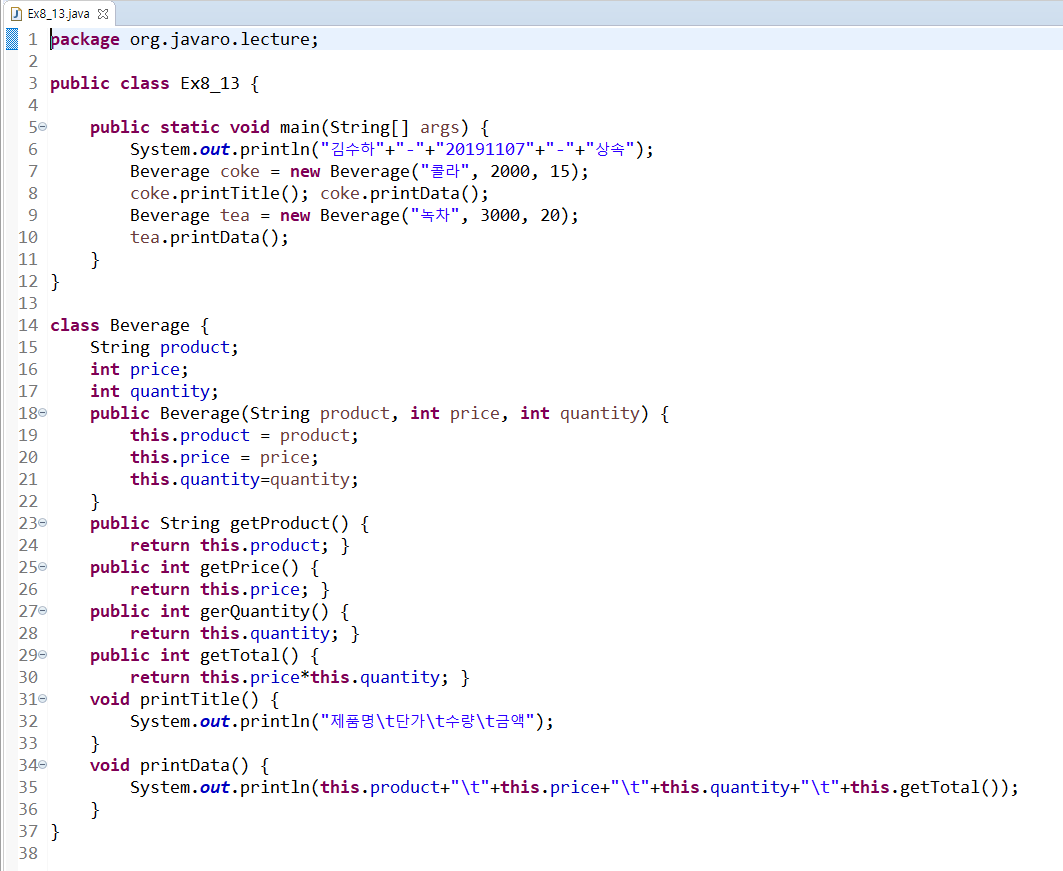 Ex8_13.java
1 package org.javaro.lecture;
2
3 public class Ex8_13 {
4
5 public static void main(String[] args) {
6 System.out.println("김수하"+"-"+"20191107"+"-"+"상속");
7 Beverage coke = new Beverage("콜라", 2000, 15);
8 coke.printTitle(); coke.printData();
9 Beverage tea = new Beverage("녹차", 3000, 20);
10 tea.printData();
11 }
12 }
13
14 class Beverage {
15 String product;
16 int price;
17 int quantity;
18 public Beverage(String product, int price, int quantity) {
19 this.product = product;
20 this.price = price;
21 this.quantity=quantity;
22 }
23 public String getProduct() {
24 return this.product; }
25 public int getPrice() {
26 return this.price; }
27 public int gerQuantity() {
28 return this.quantity; }
29 public int getTotal() {
30 return this.price*this.quantity; }
31 void printTitle() {
32 System.out.println("제품명\t단가\t수량\t금액");
33 }
34 void printData() {
35 System.out.println(this.product+"\t"+this.price+"\t"+this.quantity+"\t"+this.getTotal());
36 }
37 }
38